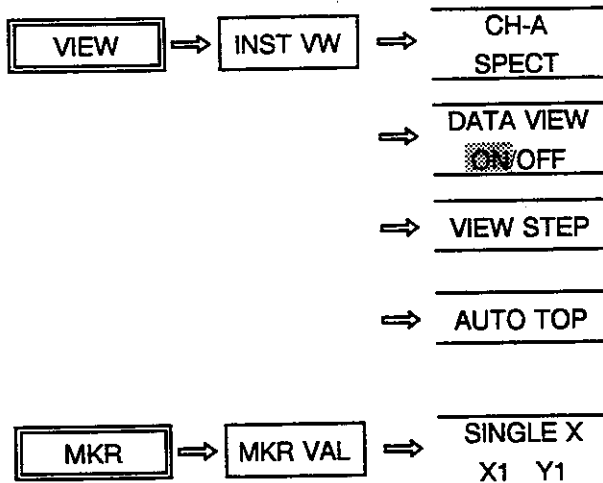 VIEW INST VW CH-A
SPECT
DATA VIEW
ON/OFF
VIEW STEP
AUTO TOP
MKR MKR VAL SINGLE X
X1 Y1